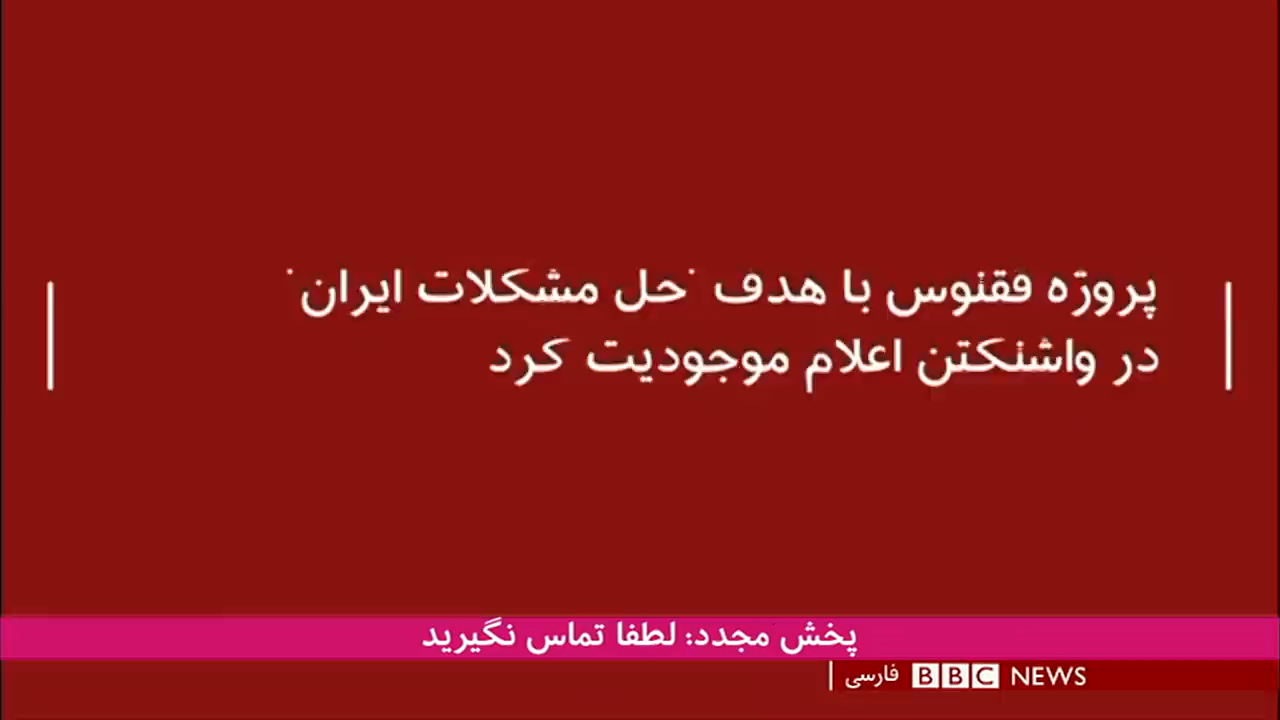 پروژه ققنوس با هدف 'حل مشکلات ایران'
در واشنگتن اعلام موجودیت کرد
پخش مجدد: لطفا تماس نگیرید
BBC NEWS فارسی